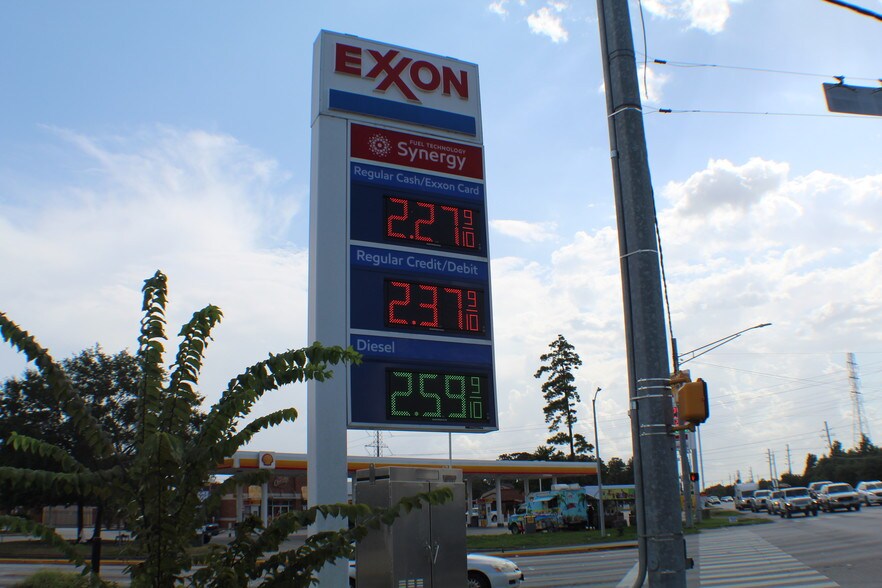 EXXON
FUEL TECHNOLOGY
Synergy
Regular Cash/Exxon Card
2.27 9/10
Regular Credit/Debit
2.37 9/10
Diesel
2.59 9/10